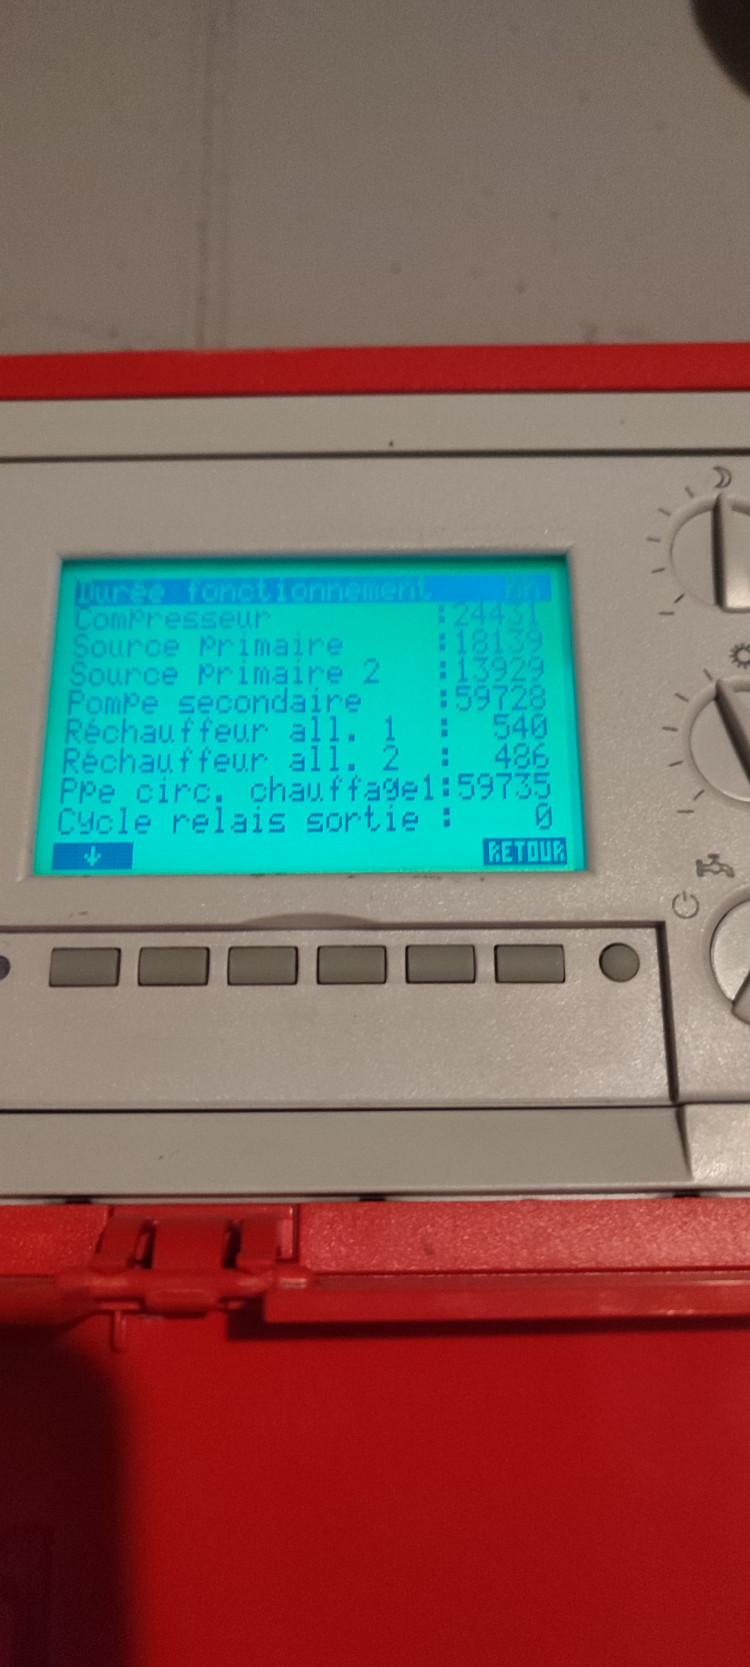 Durée fonctionnement
Compresseur :24431
Source primaire :18139
Source primaire 2 :13929
Pompe secondaire :59728
Réchauffeur all. 1 : 540
Réchauffeur all. 2 : 486
Ppe circ. chauffage1:59735
Cycle relais sortie : 0
↓ RETOUR